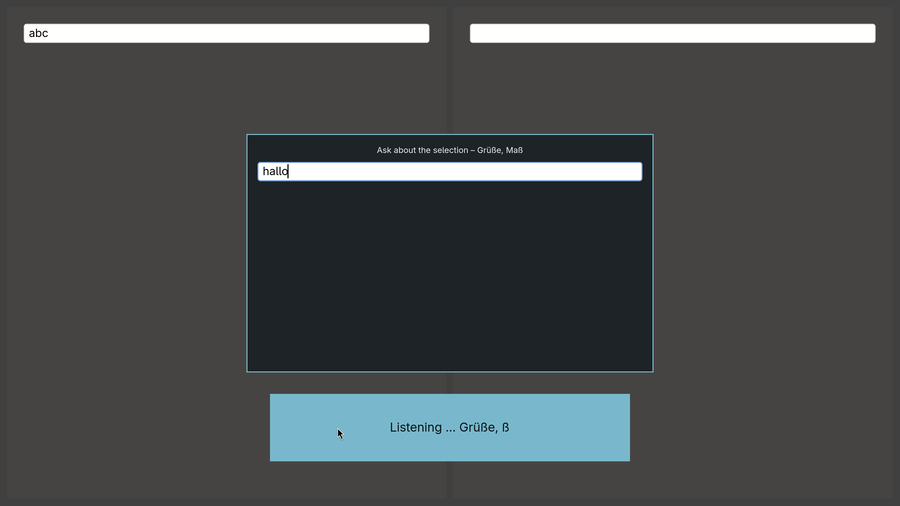 abc
Ask about the selection – Grüße, Maß
hallo
Listening ... Grüße, ß